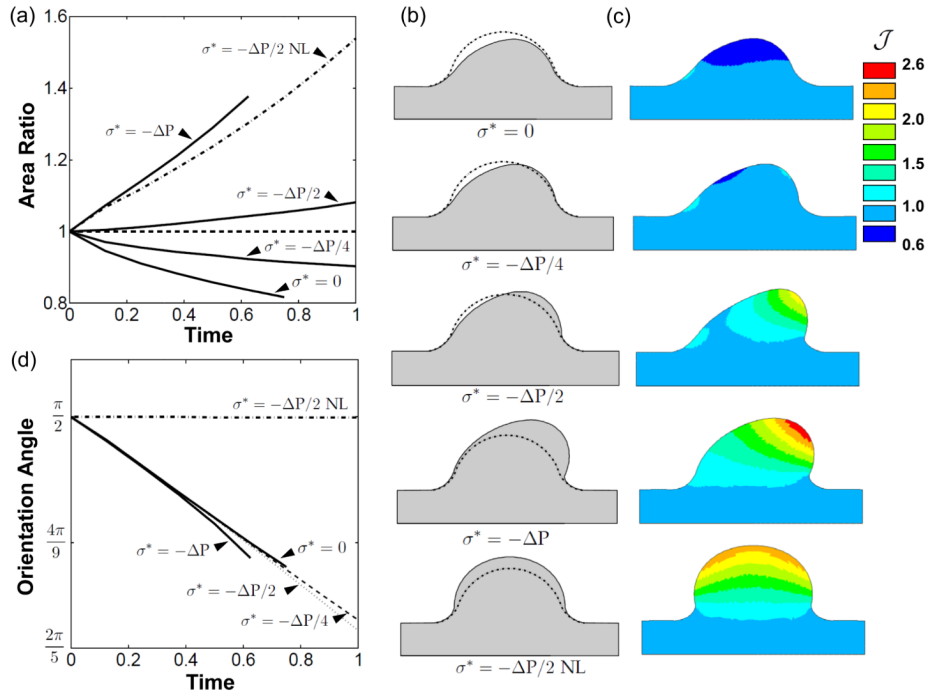 (a)
1.6
1.4
1.2
1
0.8
Area Ratio
σ* = −ΔP/2 NL
σ* = −ΔP
σ* = −ΔP/2
σ* = −ΔP/4
σ* = 0
0.2
0.4
0.6
0.8
1
Time
(b)
σ* = 0
σ* = −ΔP/4
σ* = −ΔP/2
σ* = −ΔP
σ* = −ΔP/2 NL
(c)
𝒥
2.6
2.0
1.5
1.0
0.6
(d)
π/2
4π/9
2π/5
Orientation Angle
σ* = −ΔP/2 NL
σ* = −ΔP
σ* = 0
σ* = −ΔP/2
σ* = −ΔP/4
0
0.2
0.4
0.6
0.8
1
Time